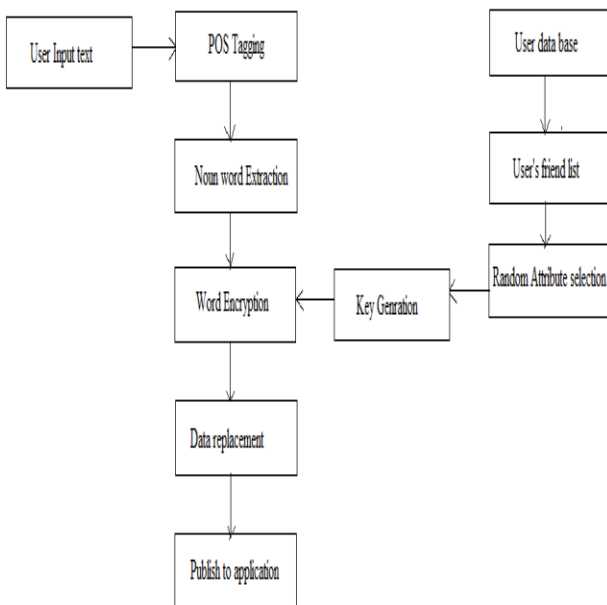 User Input text
POS Tagging
User data base
Noun word Extraction
User's friend list
Word Encryption
Key Genration
Random Attribute selection
Data replacement
Publish to application